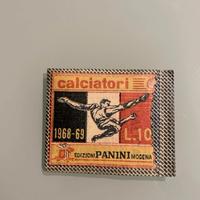 calciatori
1968-69
L.10
EDIZIONI PANINI MODENA